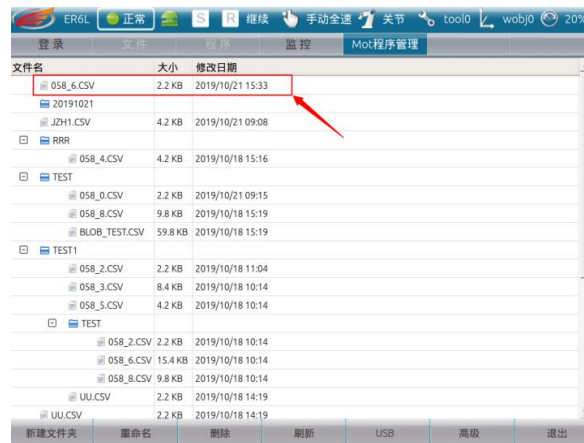 ER6L 正常 S R 继续 手动全速 关节 tool0 wobj0 20%
登录 文件 程序 监控 Mot程序管理
文件名 大小 修改日期
058_6.CSV 2.2 KB 2019/10/21 15:33
20191021
JZH1.CSV 4.2 KB 2019/10/21 09:08
RRR
058_4.CSV 4.2 KB 2019/10/18 15:16
TEST
058_0.CSV 2.2 KB 2019/10/21 09:15
058_8.CSV 9.8 KB 2019/10/18 15:19
BLOB_TEST.CSV 59.8 KB 2019/10/18 15:19
TEST1
058_2.CSV 2.2 KB 2019/10/18 11:04
058_3.CSV 8.4 KB 2019/10/18 10:14
058_5.CSV 4.2 KB 2019/10/18 10:14
TEST
058_2.CSV 2.2 KB 2019/10/18 10:14
058_6.CSV 15.4 KB 2019/10/18 10:14
058_8.CSV 9.8 KB 2019/10/18 10:14
UU.CSV 2.2 KB 2019/10/18 14:19
UU.CSV 2.2 KB 2019/10/18 14:19
新建文件夹 重命名 删除 刷新 USB 高级 退出